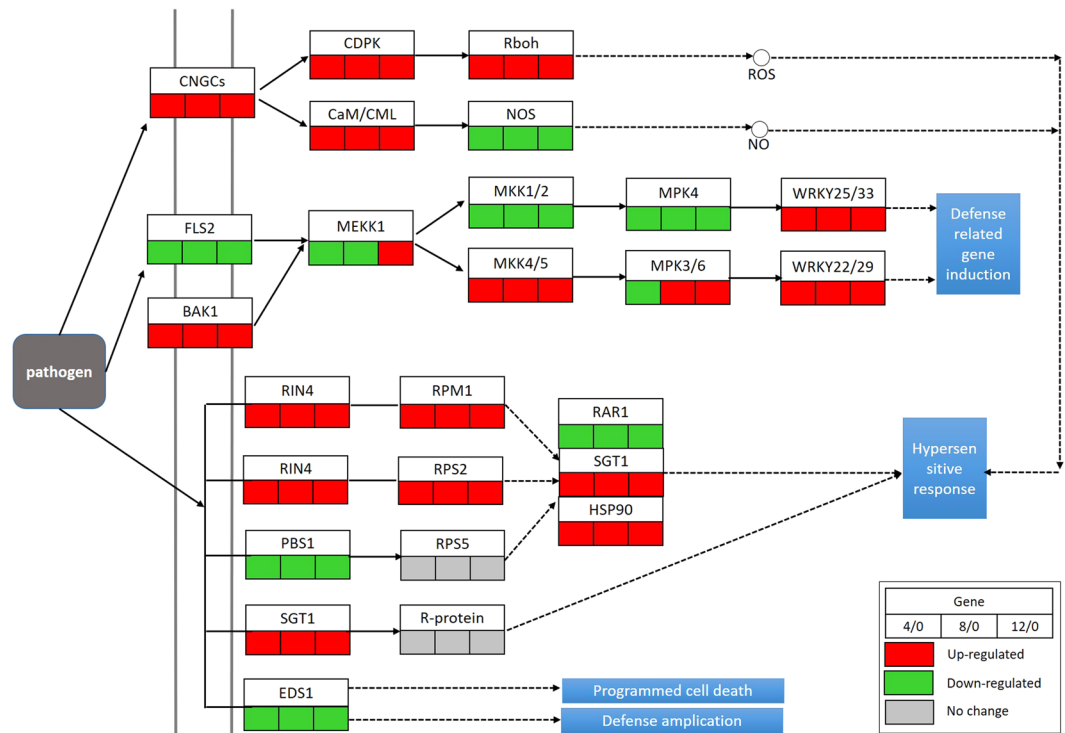 CDPK
Rboh
ROS
CNGCs
CaM/CML
NOS
NO
MKK1/2
MPK4
WRKY25/33
FLS2
MEKK1
Defense
related
gene
induction
MKK4/5
MPK3/6
WRKY22/29
BAK1
pathogen
RIN4
RPM1
RAR1
SGT1
HSP90
RIN4
RPS2
Hypersen
sitive
response
PBS1
RPS5
SGT1
R-protein
EDS1
Programmed cell death
Defense amplication
Gene
4/0 8/0 12/0
Up-regulated
Down-regulated
No change